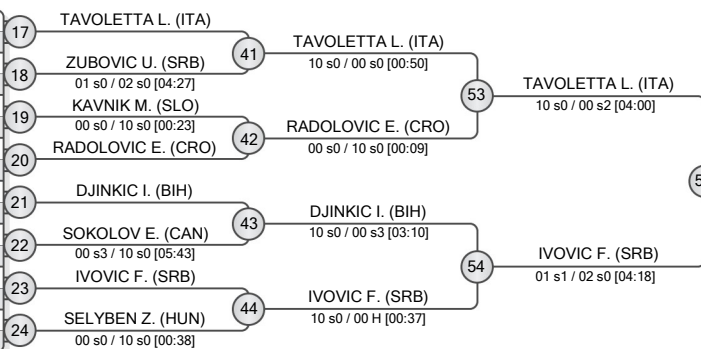 17
TAVOLETTA L. (ITA)
18
ZUBOVIC U. (SRB)
01 s0 / 02 s0 [04:27]
19
KAVNIK M. (SLO)
00 s0 / 10 s0 [00:23]
20
RADOLOVIC E. (CRO)
21
DJINKIC I. (BIH)
22
SOKOLOV E. (CAN)
00 s3 / 10 s0 [05:43]
23
IVOVIC F. (SRB)
24
SELYBEN Z. (HUN)
00 s0 / 10 s0 [00:38]
41
TAVOLETTA L. (ITA)
10 s0 / 00 s0 [00:50]
42
RADOLOVIC E. (CRO)
00 s0 / 10 s0 [00:09]
43
DJINKIC I. (BIH)
10 s0 / 00 s3 [03:10]
44
IVOVIC F. (SRB)
10 s0 / 00 H [00:37]
53
TAVOLETTA L. (ITA)
10 s0 / 00 s2 [04:00]
54
IVOVIC F. (SRB)
01 s1 / 02 s0 [04:18]